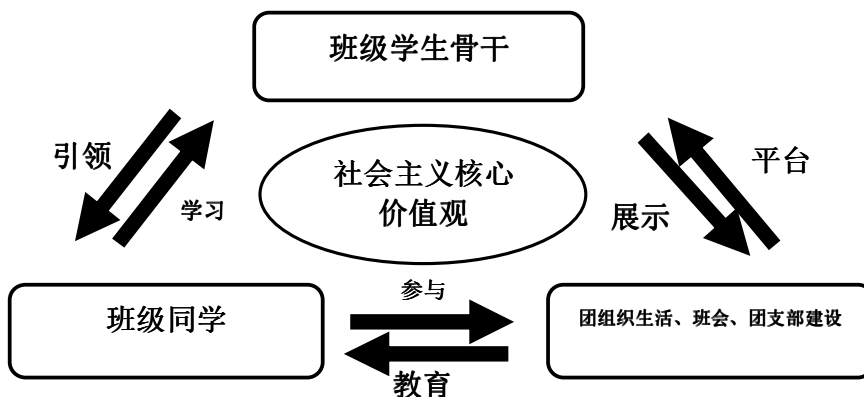 班级学生骨干
引领
平台
社会主义核心
价值观
学习
展示
班级同学
参与
团组织生活、班会、团支部建设
教育